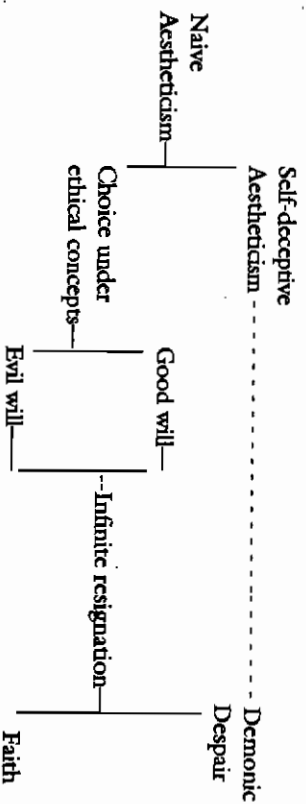 Naive
Aestheticism
Self-deceptive
Aestheticism
Choice under
ethical concepts
Good will
Evil will
Infinite resignation
Demonic
Despair
Faith